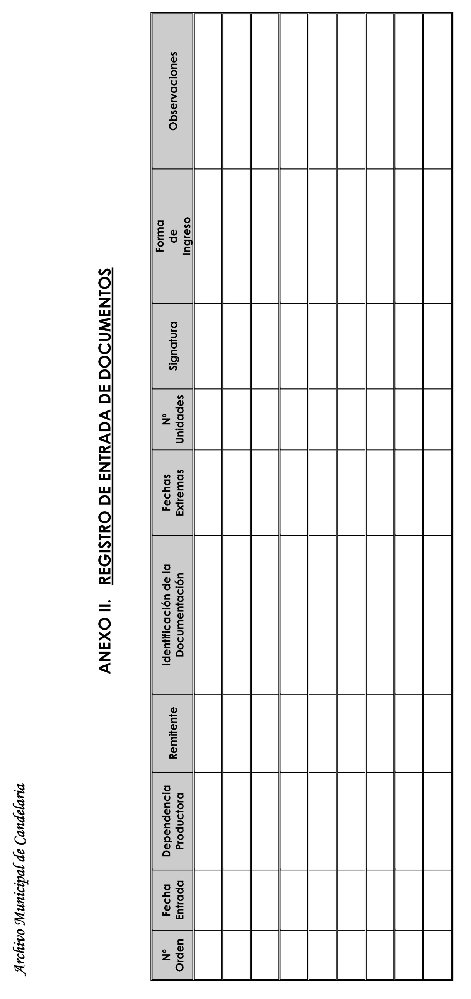 Archivo Municipal de Candelaria
ANEXO II. REGISTRO DE ENTRADA DE DOCUMENTOS
Nº
Orden
Fecha
Entrada
Dependencia
Productora
Remitente
Identificación de la
Documentación
Fechas
Extremas
Nº
Unidades
Signatura
Forma
de
Ingreso
Observaciones